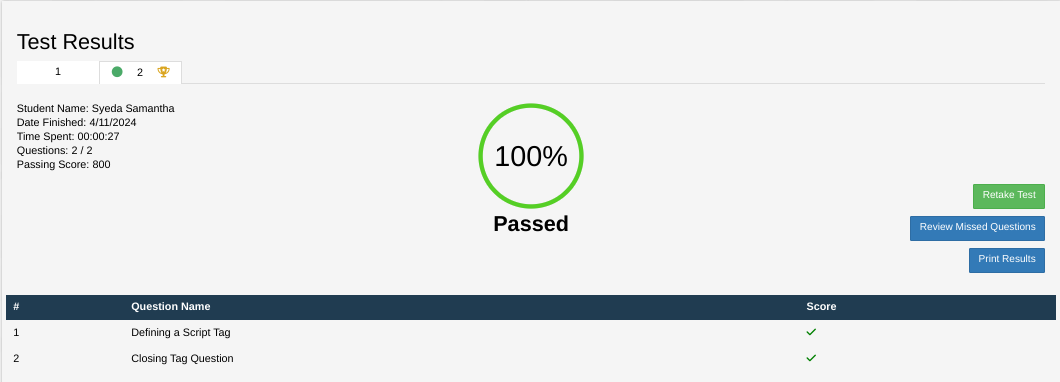 Test Results
1
2
Student Name: Syeda Samantha
Date Finished: 4/11/2024
Time Spent: 00:00:27
Questions: 2 / 2
Passing Score: 800
100%
Passed
Retake Test
Review Missed Questions
Print Results
# Question Name Score
1 Defining a Script Tag
2 Closing Tag Question